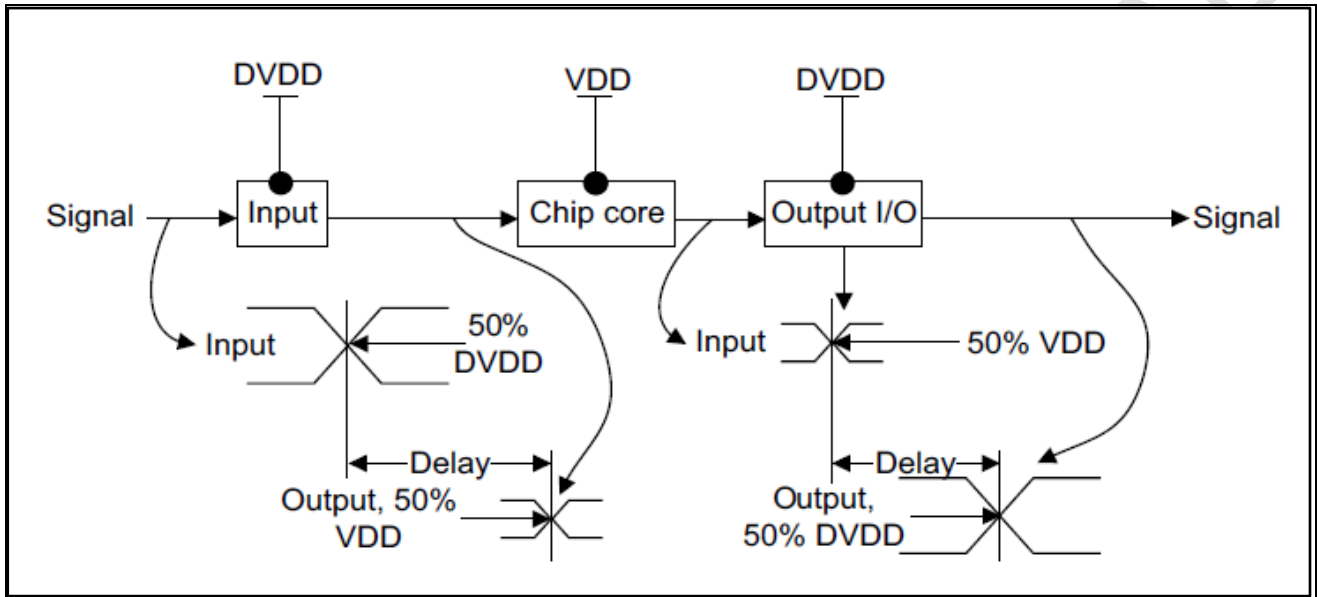 DVDD
VDD
DVDD
Signal
Input
Chip core
Output I/O
Signal
Input
50%
DVDD
Input
50% VDD
Delay
Output, 50%
VDD
Delay
Output,
50% DVDD